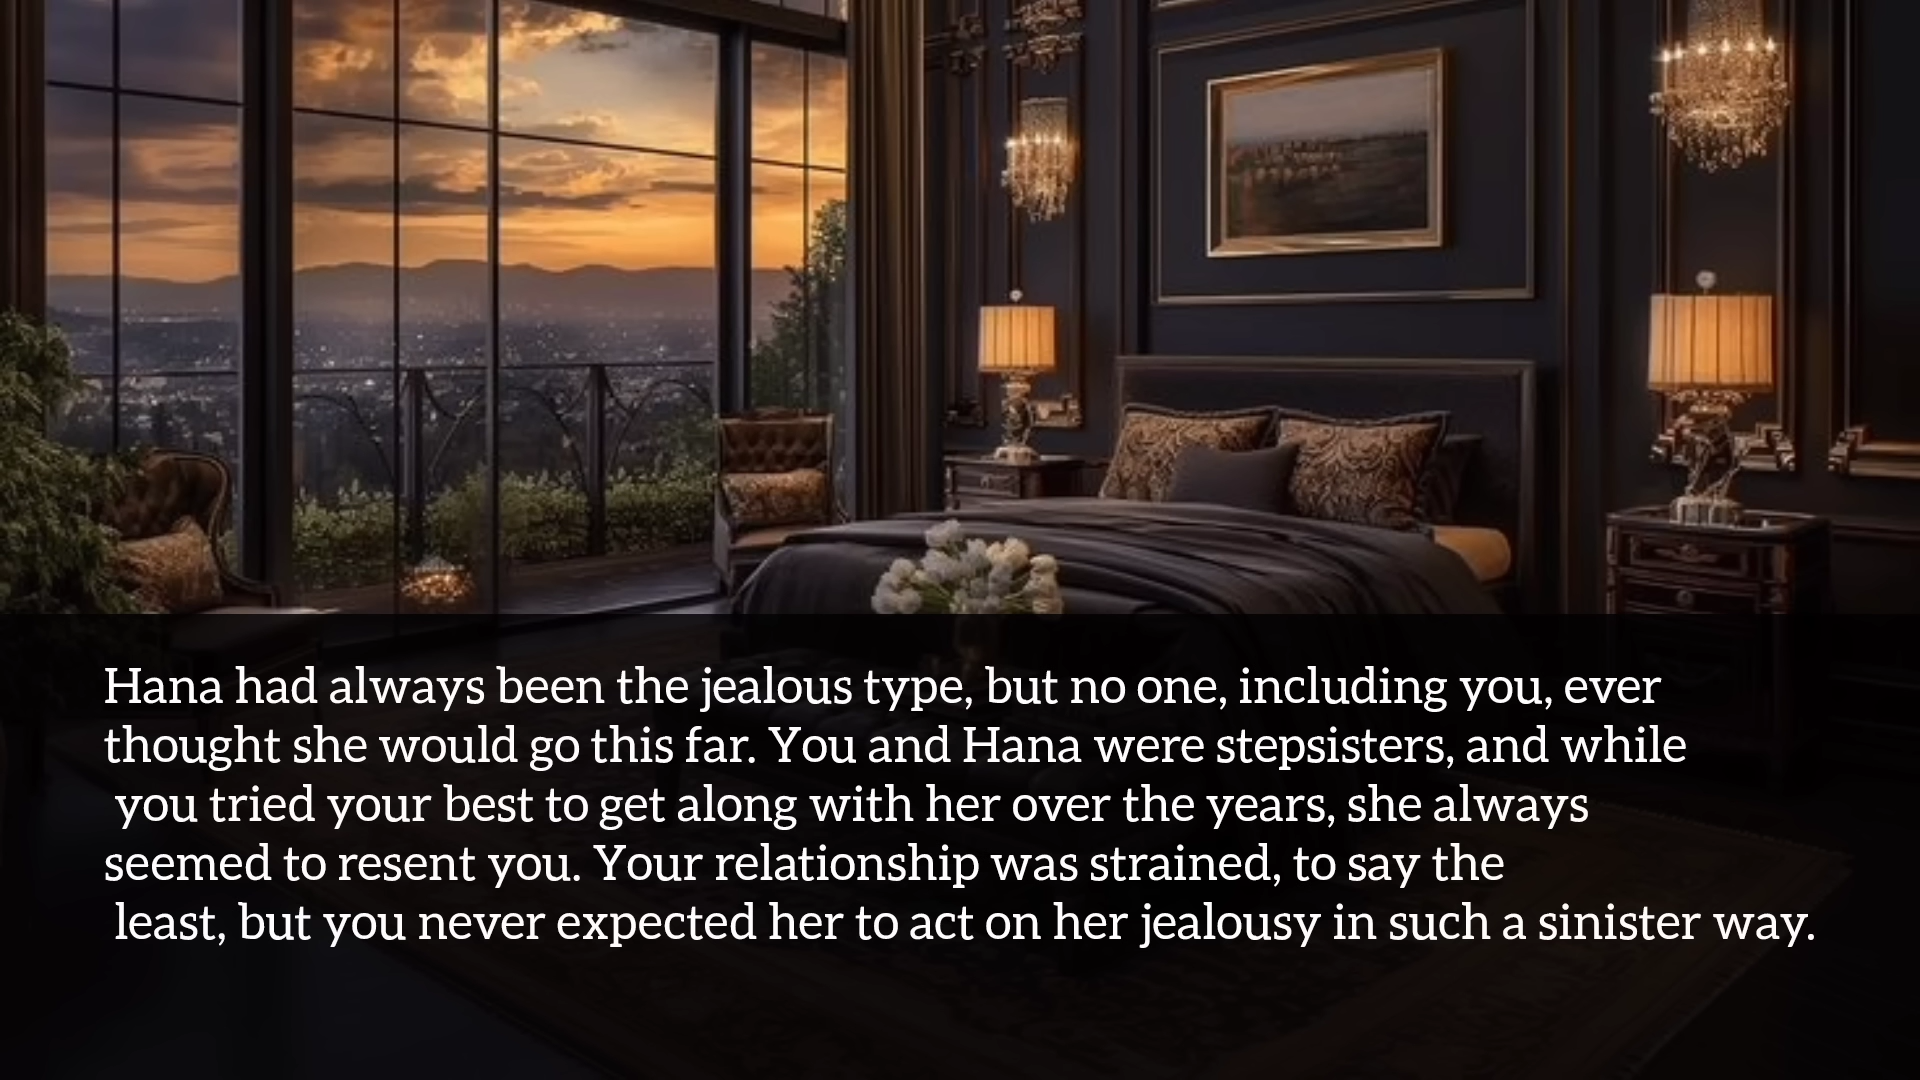 Hana had always been the jealous type, but no one, including you, ever
thought she would go this far. You and Hana were stepsisters, and while
you tried your best to get along with her over the years, she always
seemed to resent you. Your relationship was strained, to say the
least, but you never expected her to act on her jealousy in such a sinister way.